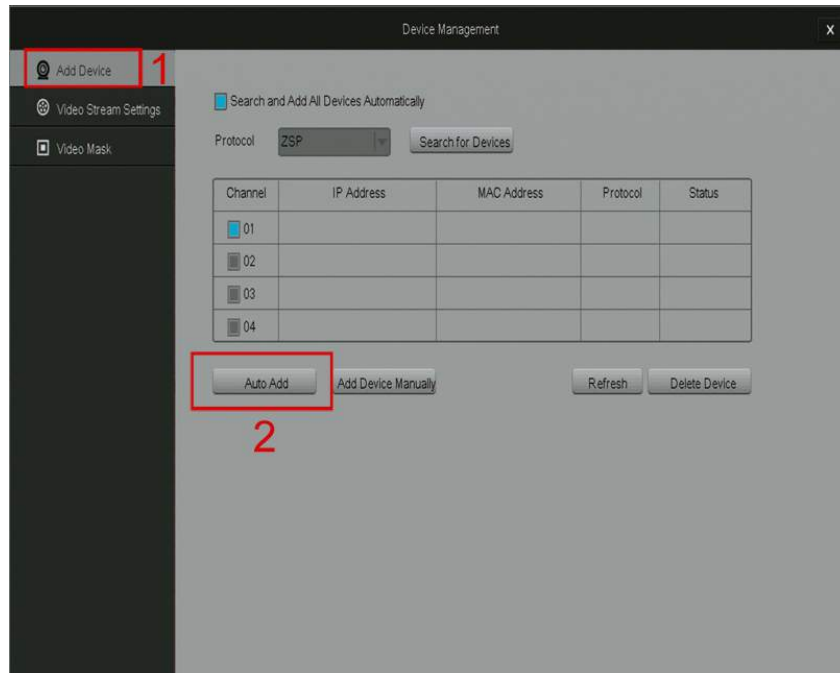 Device Management
X
Add Device
1
Video Stream Settings
Video Mask
Search and Add All Devices Automatically
Protocol ZSP Search for Devices
Channel IP Address MAC Address Protocol Status
01
02
03
04
Auto Add Add Device Manually Refresh Delete Device
2